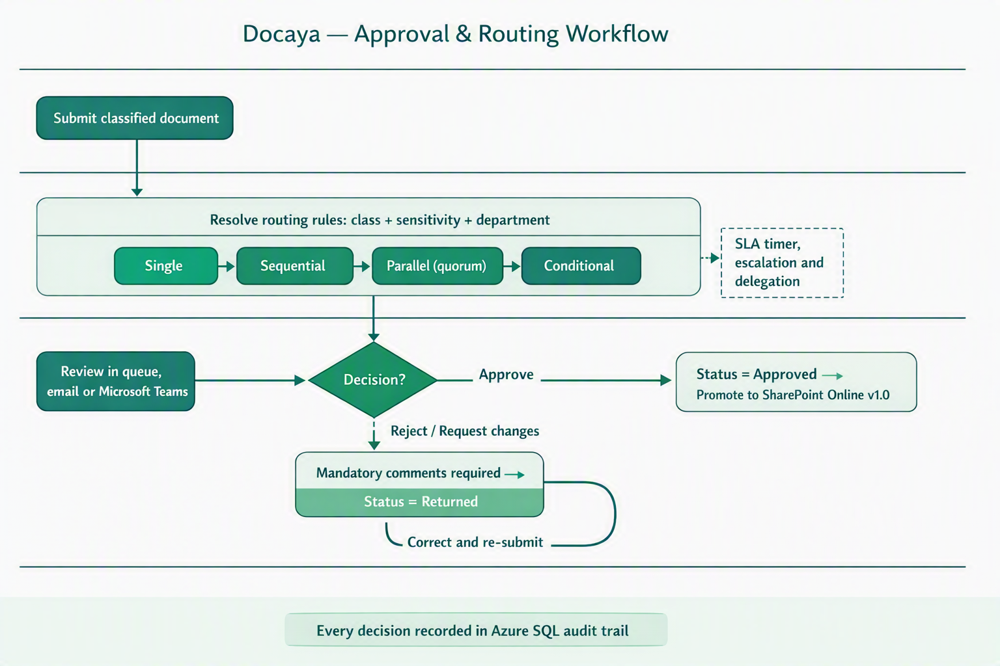 Docaya — Approval & Routing Workflow
Submit classified document
Resolve routing rules: class + sensitivity + department
Single
Sequential
Parallel (quorum)
Conditional
SLA timer,
escalation and
delegation
Review in queue,
email or Microsoft Teams
Decision?
Approve
Status = Approved →
Promote to SharePoint Online v1.0
Reject / Request changes
Mandatory comments required →
Status = Returned
Correct and re-submit
Every decision recorded in Azure SQL audit trail